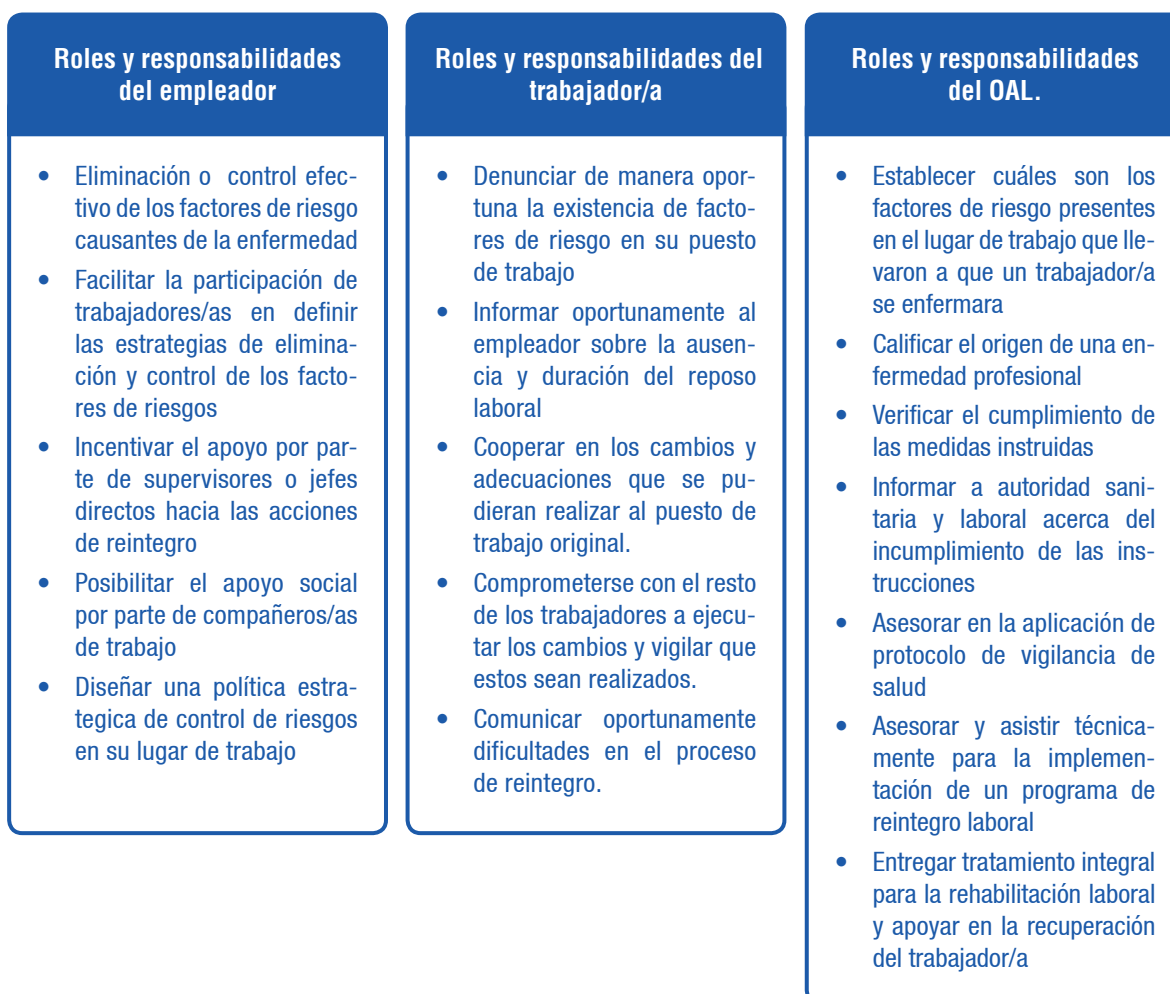 Roles y responsabilidades
del empleador
• Eliminación o control efec-
tivo de los factores de riesgo
causantes de la enfermedad
• Facilitar la participación de
trabajadores/as en definir
las estrategias de elimina-
ción y control de los facto-
res de riesgos
• Incentivar el apoyo por par-
te de supervisores o jefes
directos hacia las acciones
de reintegro
• Posibilitar el apoyo social
por parte de compañeros/as
de trabajo
• Diseñar una política estra-
tegica de control de riesgos
en su lugar de trabajo
Roles y responsabilidades del
trabajador/a
• Denunciar de manera opor-
tuna la existencia de facto-
res de riesgo en su puesto
de trabajo
• Informar oportunamente al
empleador sobre la ausen-
cia y duración del reposo
laboral
• Cooperar en los cambios y
adecuaciones que se pu-
dieran realizar al puesto de
trabajo original.
• Comprometerse con el resto
de los trabajadores a ejecu-
tar los cambios y vigilar que
estos sean realizados.
• Comunicar oportunamente
dificultades en el proceso
de reintegro.
Roles y responsabilidades
del OAL.
• Establecer cuáles son los
factores de riesgo presentes
en el lugar de trabajo que lle-
varon a que un trabajador/a
se enfermara
• Calificar el origen de una en-
fermedad profesional
• Verificar el cumplimiento de
las medidas instruidas
• Informar a autoridad sani-
taria y laboral acerca del
incumplimiento de las ins-
trucciones
• Asesorar en la aplicación de
protocolo de vigilancia de
salud
• Asesorar y asistir técnica-
mente para la implemen-
tación de un programa de
reintegro laboral
• Entregar tratamiento integral
para la rehabilitación laboral
y apoyar en la recuperación
del trabajador/a